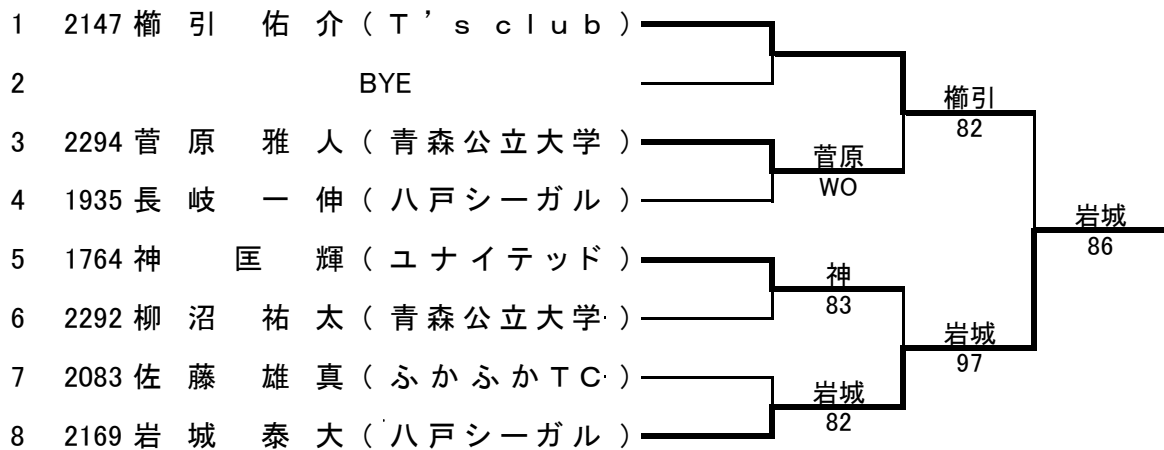 1 2147 櫛引 佑介 (T’s club)
2 BYE
櫛引
82
3 2294 菅原 雅人 (青森公立大学)
菅原
WO
4 1935 長岐 一伸 (八戸シーガル)
岩城
86
5 1764 神 匡輝 (ユナイテッド)
神
83
6 2292 柳沼 祐太 (青森公立大学)
岩城
97
7 2083 佐藤 雄真 (ふかふかTC)
岩城
82
8 2169 岩城 泰大 (八戸シーガル)